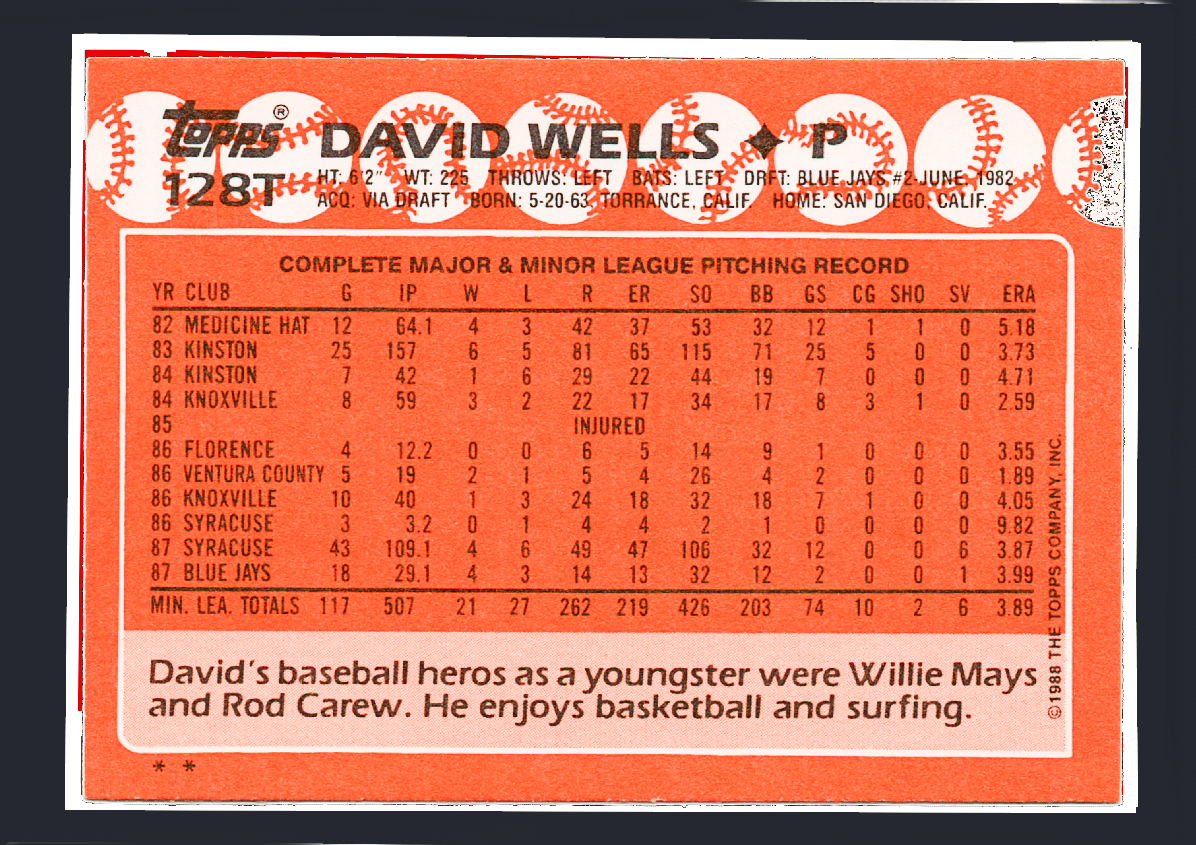 topps® DAVID WELLS ♦ P
128T HT: 6'2" WT: 225 THROWS: LEFT BATS: LEFT DRFT: BLUE JAYS #2-JUNE, 1982
ACQ: VIA DRAFT BORN: 5-20-63, TORRANCE, CALIF. HOME: SAN DIEGO, CALIF.
COMPLETE MAJOR & MINOR LEAGUE PITCHING RECORD
YR CLUB G IP W L R ER SO BB GS CG SHO SV ERA
82 MEDICINE HAT 12 64.1 4 3 42 37 53 32 12 1 1 0 5.18
83 KINSTON 25 157 6 5 81 65 115 71 25 5 0 0 3.73
84 KINSTON 7 42 1 6 29 22 44 19 7 0 0 0 4.71
84 KNOXVILLE 8 59 3 2 22 17 34 17 8 3 1 0 2.59
85 INJURED
86 FLORENCE 4 12.2 0 0 6 5 14 9 1 0 0 0 3.55
86 VENTURA COUNTY 5 19 2 1 5 4 26 4 2 0 0 0 1.89
86 KNOXVILLE 10 40 1 3 24 18 32 18 7 1 0 0 4.05
86 SYRACUSE 3 3.2 0 1 4 4 2 1 0 0 0 0 9.82
87 SYRACUSE 43 109.1 4 6 49 47 106 32 12 0 0 6 3.87
87 BLUE JAYS 18 29.1 4 3 14 13 32 12 2 0 0 1 3.99
MIN. LEA. TOTALS 117 507 21 27 262 219 426 203 74 10 2 6 3.89
David's baseball heros as a youngster were Willie Mays
and Rod Carew. He enjoys basketball and surfing.
©1988 THE TOPPS COMPANY, INC.
* *